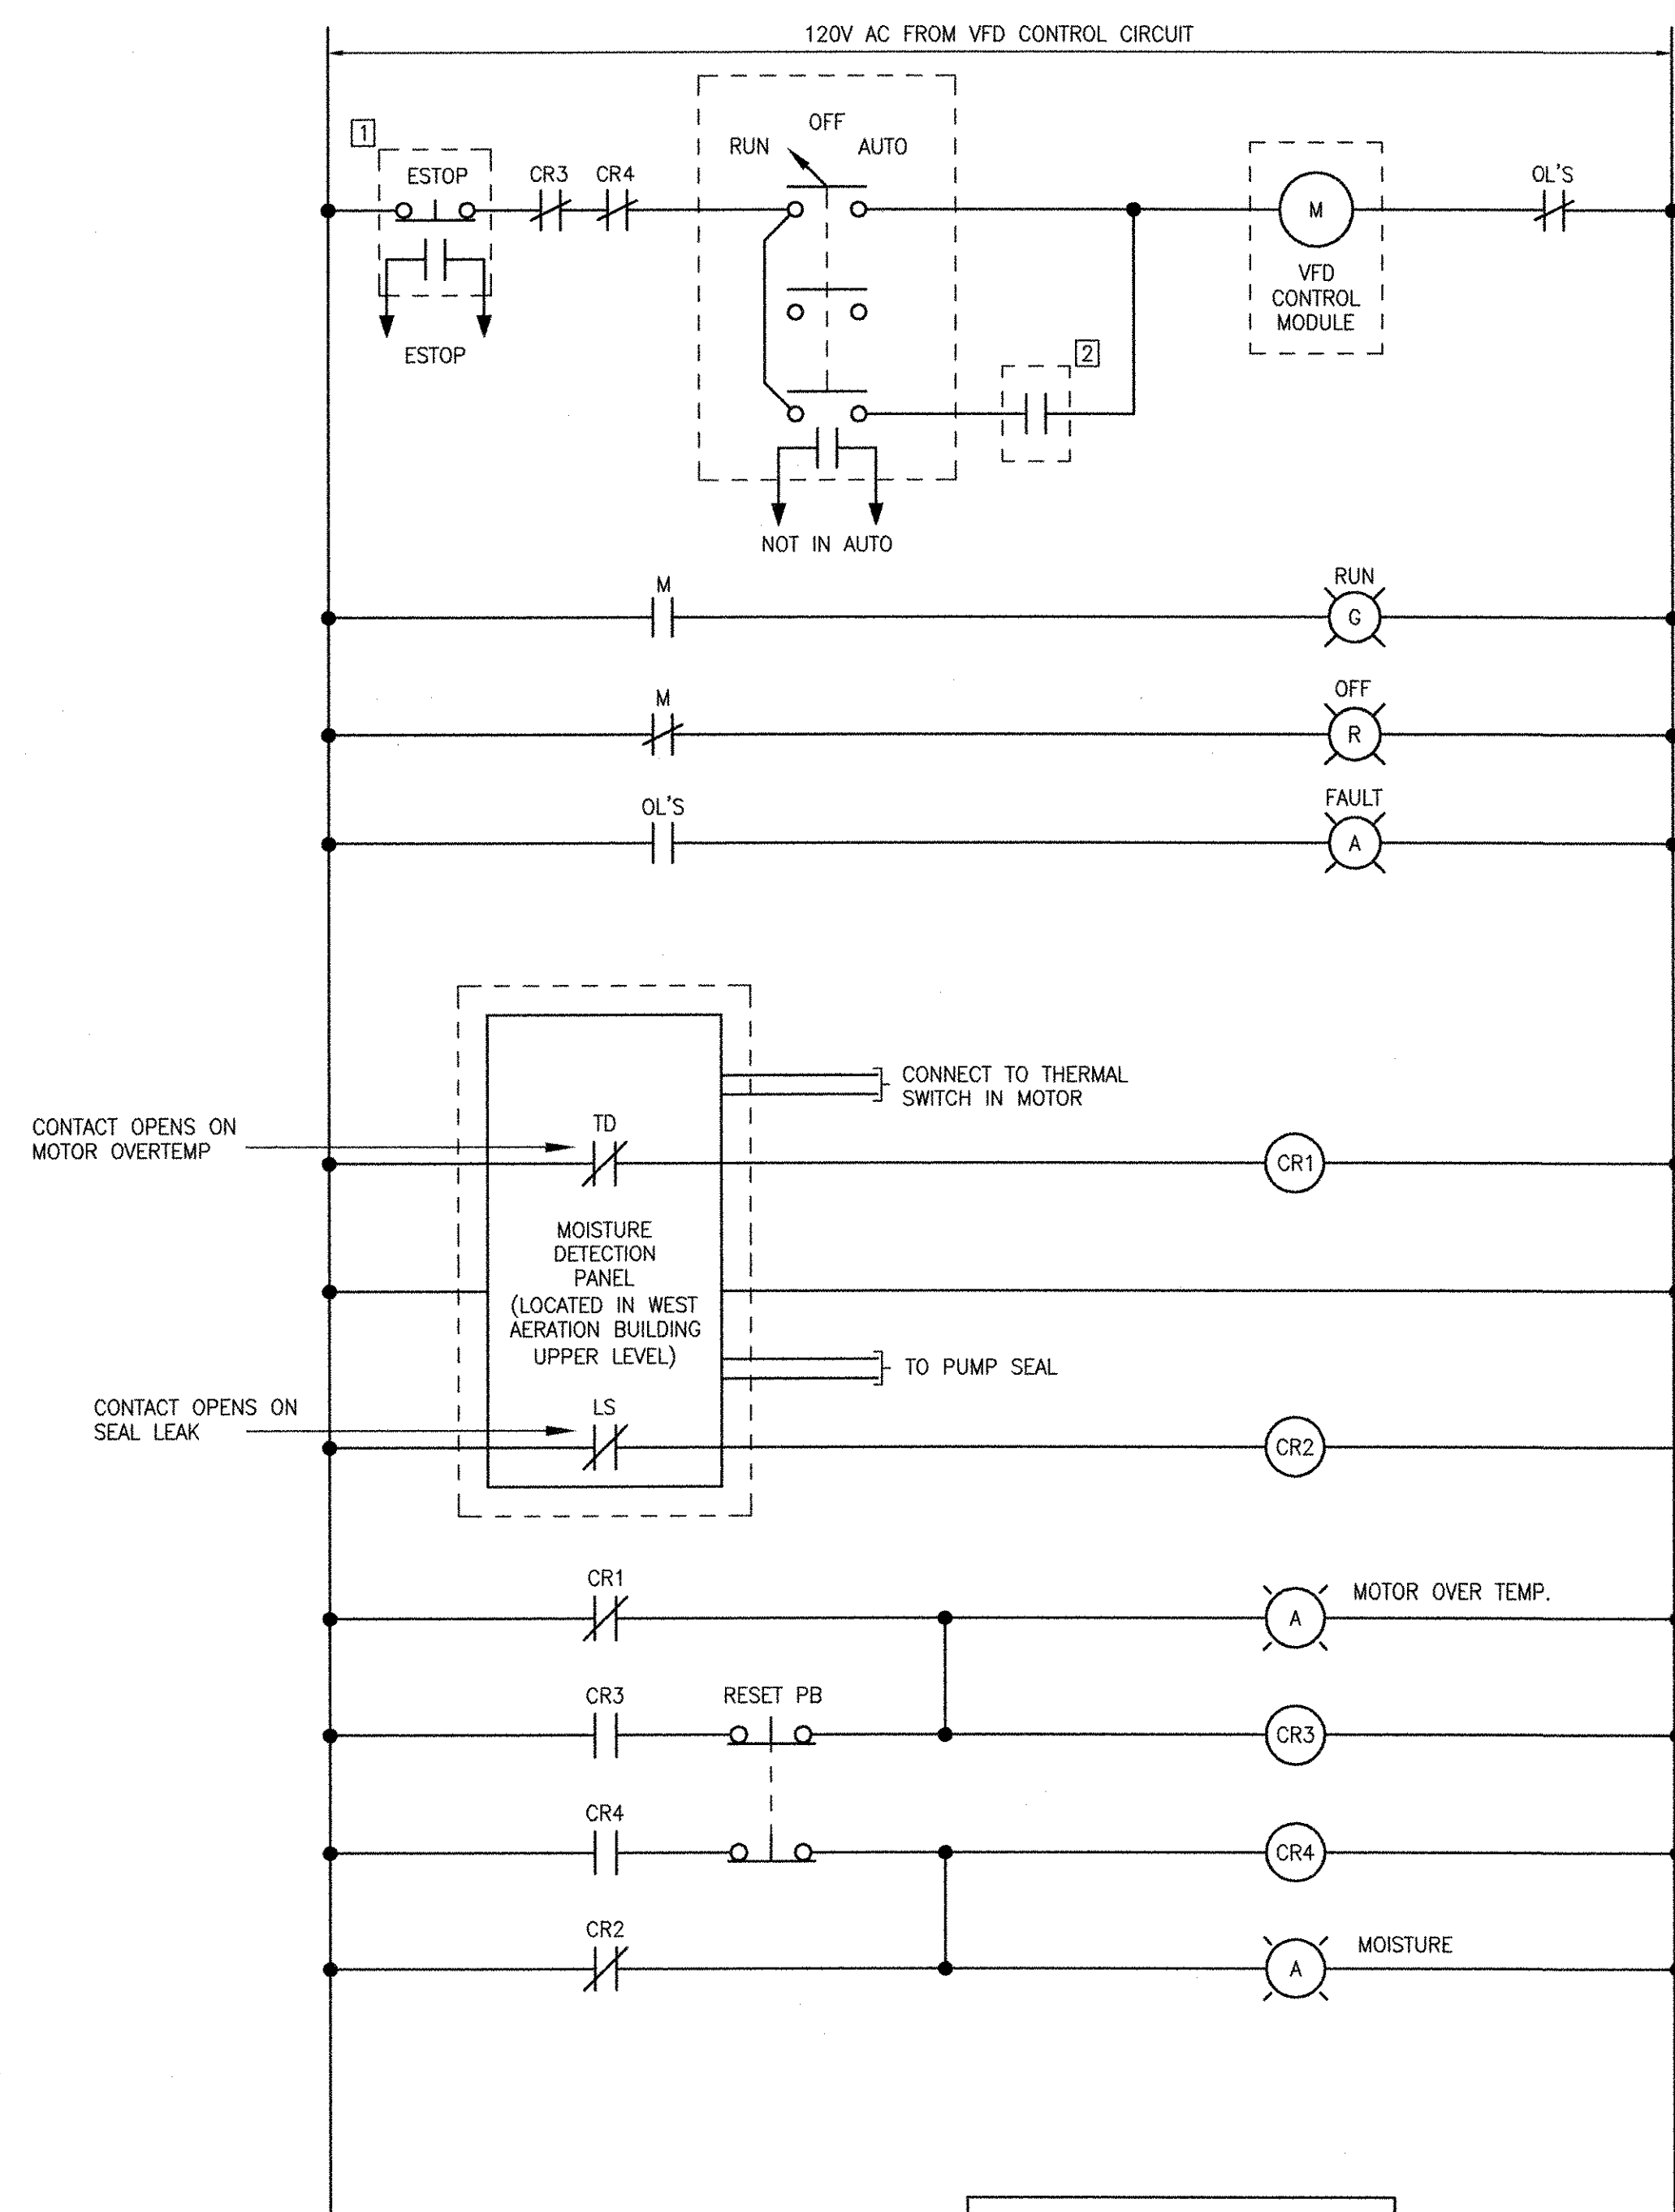 120V AC FROM VFD CONTROL CIRCUIT
1
ESTOP
CR3
CR4
ESTOP
OFF
RUN
AUTO
NOT IN AUTO
2
M
VFD
CONTROL
MODULE
OL'S
M
RUN
G
M
OFF
R
OL'S
FAULT
A
CONNECT TO THERMAL
SWITCH IN MOTOR
CONTACT OPENS ON
MOTOR OVERTEMP
TD
CR1
MOISTURE
DETECTION
PANEL
(LOCATED IN WEST
AERATION BUILDING
UPPER LEVEL)
TO PUMP SEAL
CONTACT OPENS ON
SEAL LEAK
LS
CR2
CR1
A
MOTOR OVER TEMP.
CR3
RESET PB
CR3
CR4
CR4
CR2
A
MOISTURE